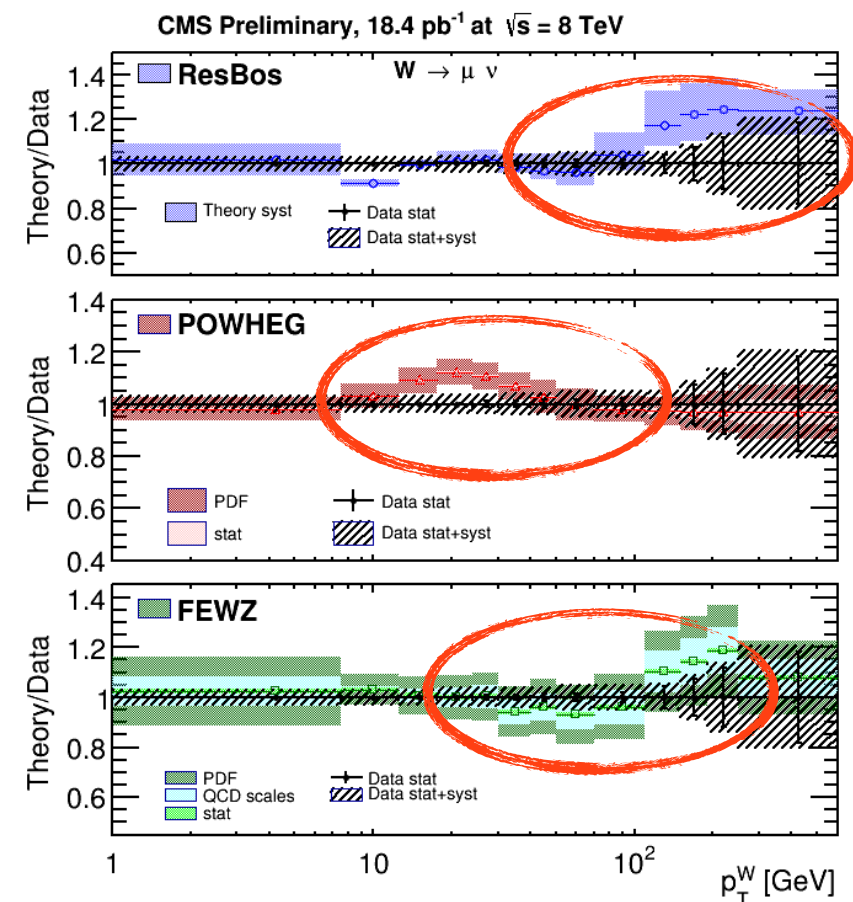 CMS Preliminary, 18.4 pb⁻¹ at √s = 8 TeV
1.4
1.2
1
0.8
0.6
Theory/Data
ResBos
W → μ ν
Theory syst
Data stat
Data stat+syst
1.4
1.2
1
0.8
0.6
0.4
Theory/Data
POWHEG
PDF
stat
Data stat
Data stat+syst
1.4
1.2
1
0.8
0.6
Theory/Data
FEWZ
PDF
QCD scales
stat
Data stat
Data stat+syst
1
10
10²
p_T^W [GeV]